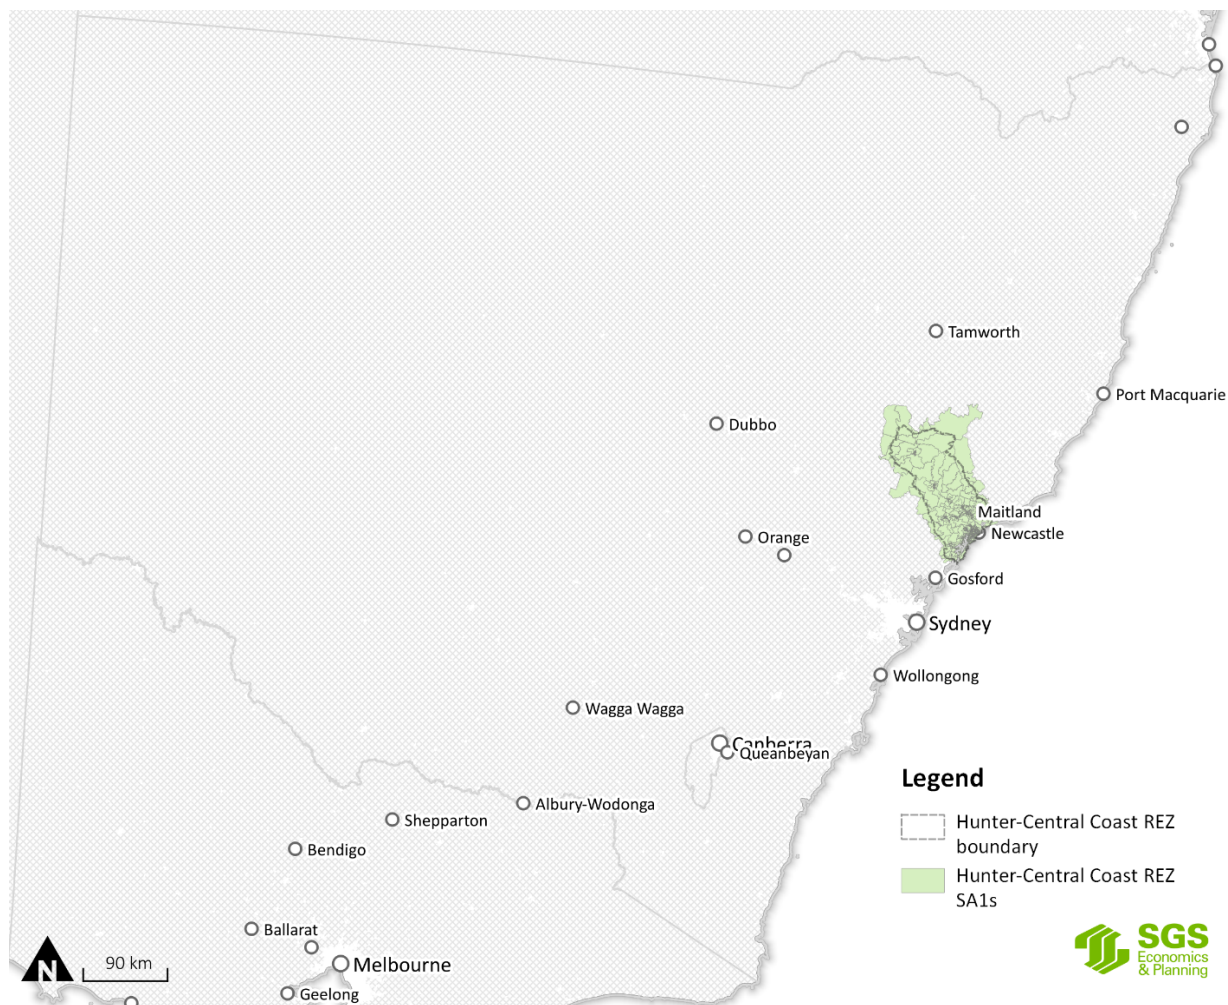 Tamworth
Port Macquarie
Dubbo
Maitland
Newcastle
Orange
Gosford
Sydney
Wollongong
Wagga Wagga
Canberra
Queanbeyan
Albury-Wodonga
Shepparton
Bendigo
Ballarat
Melbourne
Geelong
N
90 km
Legend
Hunter-Central Coast REZ
boundary
Hunter-Central Coast REZ
SA1s
SGS
Economics
& Planning